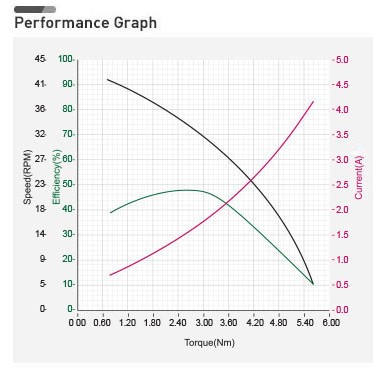 Performance Graph
45- 100- -5.0
41- 90- -4.5
36- 80- -4.0
32- 70- -3.5
27- 60- -3.0
23- 50- -2.5
18- 40- -2.0
14- 30- -1.5
9- 20- -1.0
5- 10- -0.5
0- 0- -0.0
Speed(RPM)
Efficiency(%)
Current(A)
0 00 0.60 1.20 1.80 2.40 3.00 3.60 4.20 4.80 5.40 6.00
Torque(Nm)